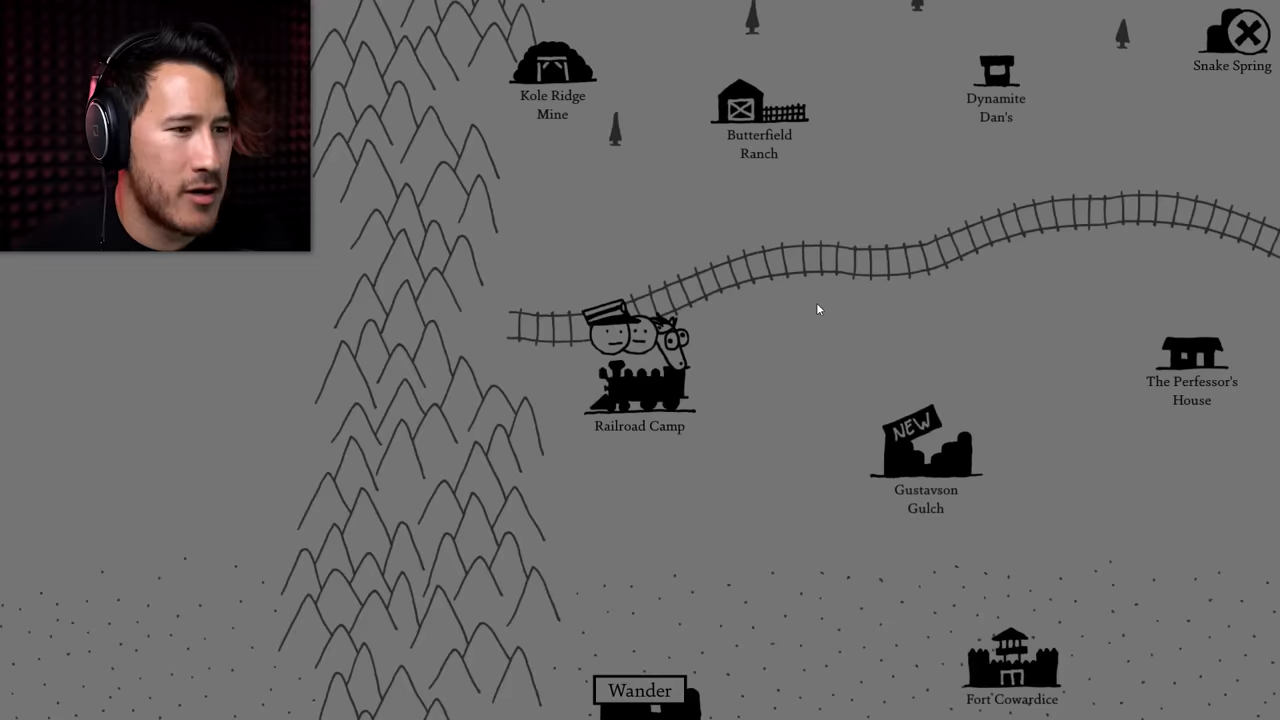 Snake Spring
Kole Ridge
Mine
Dynamite
Dan's
Butterfield
Ranch
The Perfessor's
House
NEW
Railroad Camp
Gustavson
Gulch
Wander
Fort Cowardice